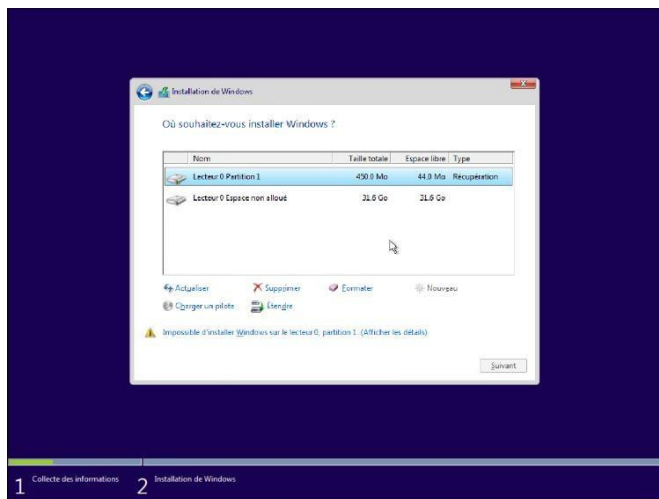 Installation de Windows
Où souhaitez-vous installer Windows ?
Nom Taille totale Espace libre Type
Lecteur 0 Partition 1 450.0 Mo 44.0 Mo Récupération
Lecteur 0 Espace non alloué 31.6 Go 31.6 Go
Actualiser Supprimer Formater Nouveau
Charger un pilote Étendre
Impossible d'installer Windows sur le lecteur 0, partition 1. (Afficher les détails)
Suivant
1 Collecte des informations 2 Installation de Windows